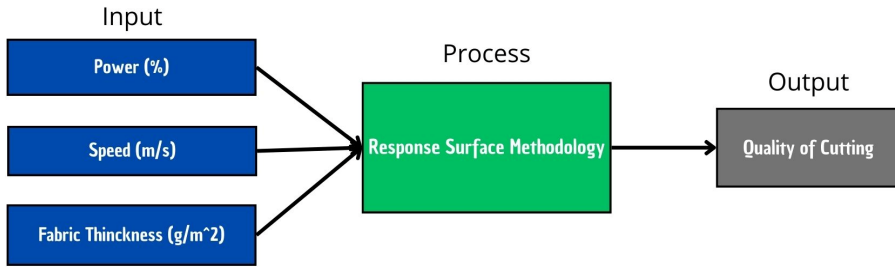 Input
Power (%)
Speed (m/s)
Fabric Thinckness (g/m^2)
Process
Response Surface Methodology
Output
Quality of Cutting